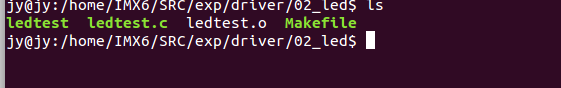 jy@jy:/home/IMX6/SRC/exp/driver/02_led$ ls
ledtest  ledtest.c  ledtest.o  Makefile
jy@jy:/home/IMX6/SRC/exp/driver/02_led$